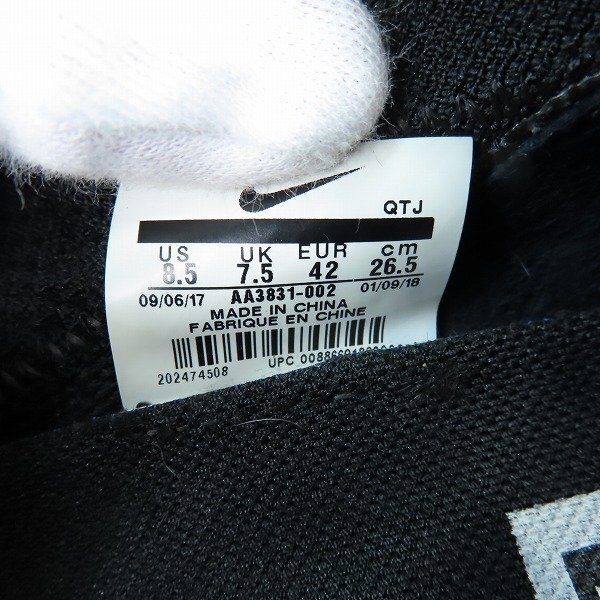 QTJ
US UK EUR cm
8.5 7.5 42 26.5
09/06/17 AA3831-002 01/09/18
MADE IN CHINA
FABRIQUE EN CHINE
202474508 UPC